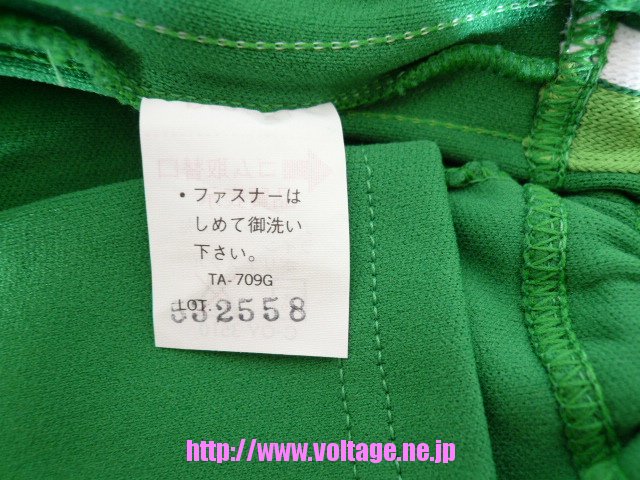 ・ファスナーは
しめて御洗い
下さい。
TA-709G
LOT.
552558
http://www.voltage.ne.jp